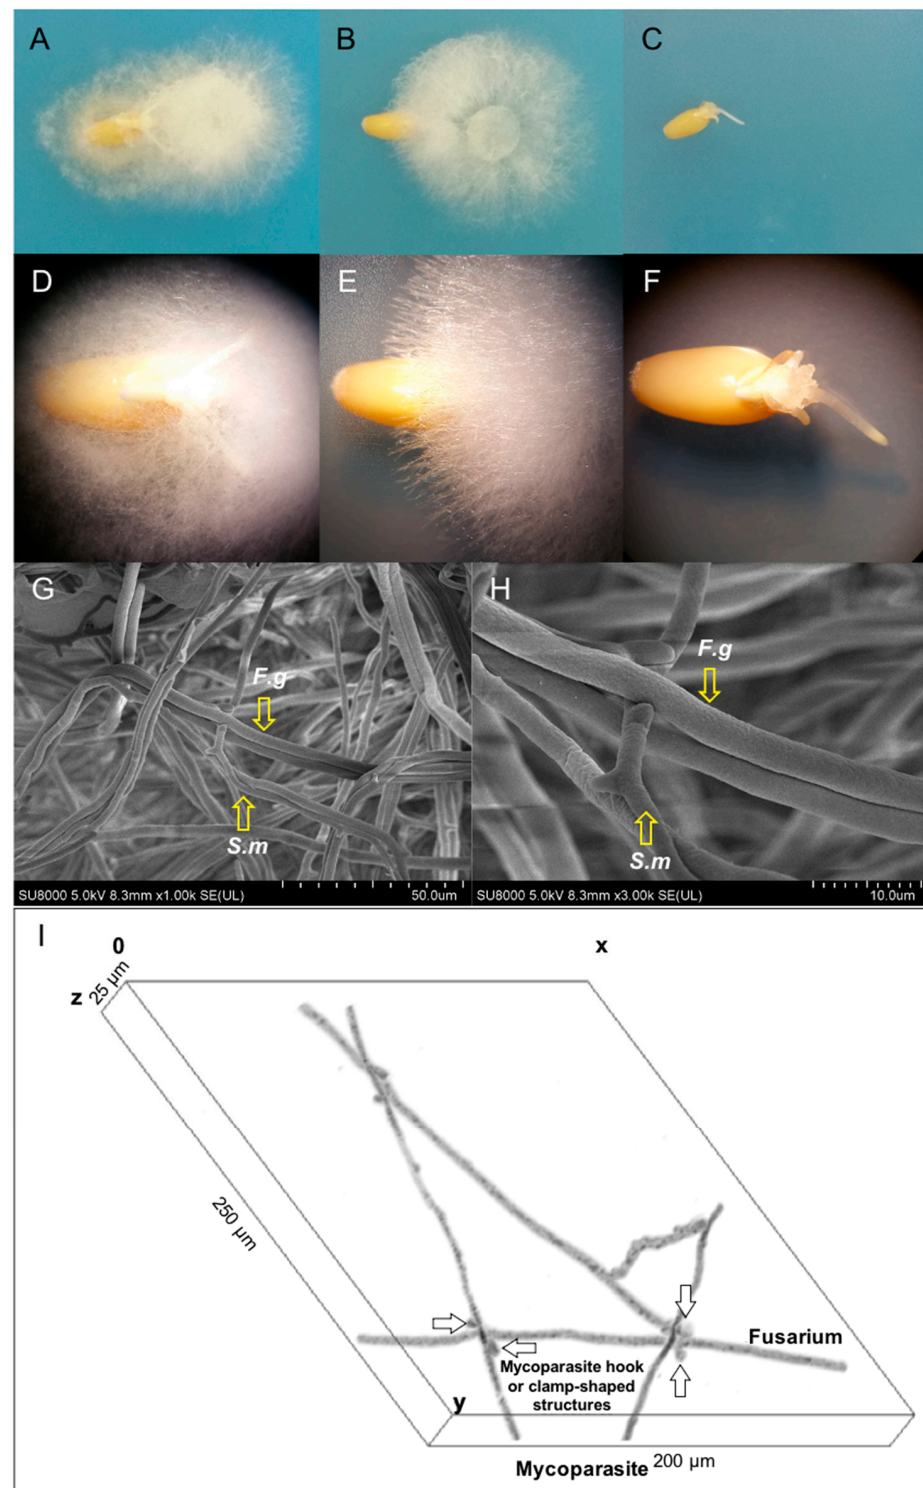 A
B
C
D
E
F
G
F.g
S.m
SU8000 5.0kV 8.3mm x1.00k SE(UL)
50.0um
H
F.g
S.m
SU8000 5.0kV 8.3mm x3.00k SE(UL)
10.0um
I
0
x
z
25 µm
250 µm
Fusarium
Mycoparasite hook
or clamp-shaped
structures
y
Mycoparasite
200 µm